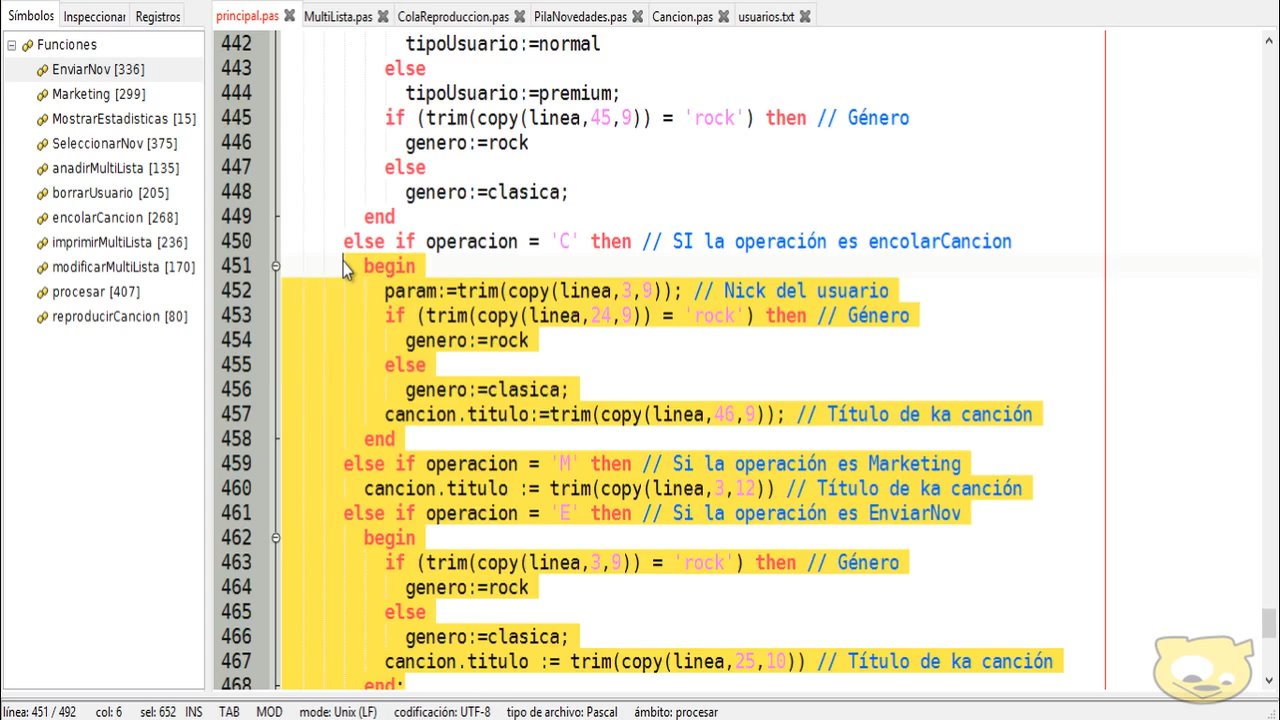 Símbolos Inspeccionar Registros principal.pas MultiLista.pas ColaReproduccion.pas PilaNovedades.pas Cancion.pas usuarios.txt
Funciones
EnviarNov [336]
Marketing [299]
MostrarEstadisticas [15]
SeleccionarNov [375]
anadirMultiLista [135]
borrarUsuario [205]
encolarCancion [268]
imprimirMultiLista [236]
modificarMultiLista [170]
procesar [407]
reproducirCancion [80]
442 tipoUsuario:=normal
443 else
444 tipoUsuario:=premium;
445 if (trim(copy(linea,45,9)) = 'rock') then // Género
446 genero:=rock
447 else
448 genero:=clasica;
449 end
450 else if operacion = 'C' then // SI la operación es encolarCancion
451 begin
452 param:=trim(copy(linea,3,9)); // Nick del usuario
453 if (trim(copy(linea,24,9)) = 'rock') then // Género
454 genero:=rock
455 else
456 genero:=clasica;
457 cancion.titulo:=trim(copy(linea,46,9)); // Título de ka canción
458 end
459 else if operacion = 'M' then // Si la operación es Marketing
460 cancion.titulo := trim(copy(linea,3,12)) // Título de ka canción
461 else if operacion = 'E' then // Si la operación es EnviarNov
462 begin
463 if (trim(copy(linea,3,9)) = 'rock') then // Género
464 genero:=rock
465 else
466 genero:=clasica;
467 cancion.titulo := trim(copy(linea,25,10)) // Título de ka canción
468 end;
línea: 451 / 492 col: 6 sel: 652 INS TAB MOD mode: Unix (LF) codificación: UTF-8 tipo de archivo: Pascal ámbito: procesar